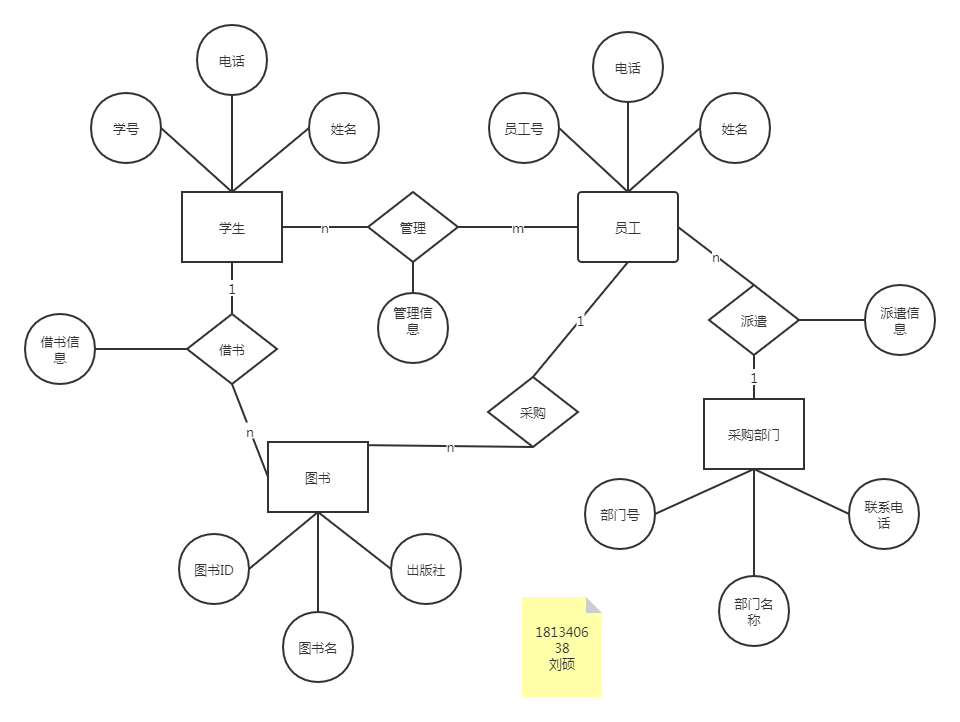 电话
电话
学号
姓名
员工号
姓名
学生
n
管理
m
员工
n
1
管理信
息
1
派遣
派遣信
息
借书信
息
借书
1
采购
n
n
采购部门
图书
部门号
联系电
话
图书ID
出版社
部门名
称
图书名
1813406
38
刘硕